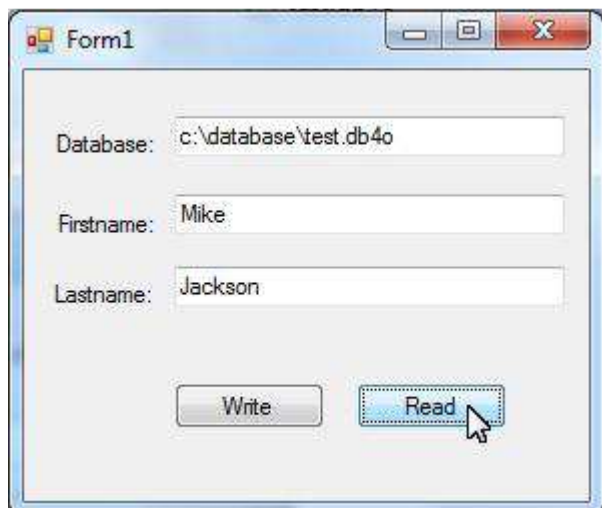 Form1
Database: c:\database\test.db4o
Firstname: Mike
Lastname: Jackson
Write Read